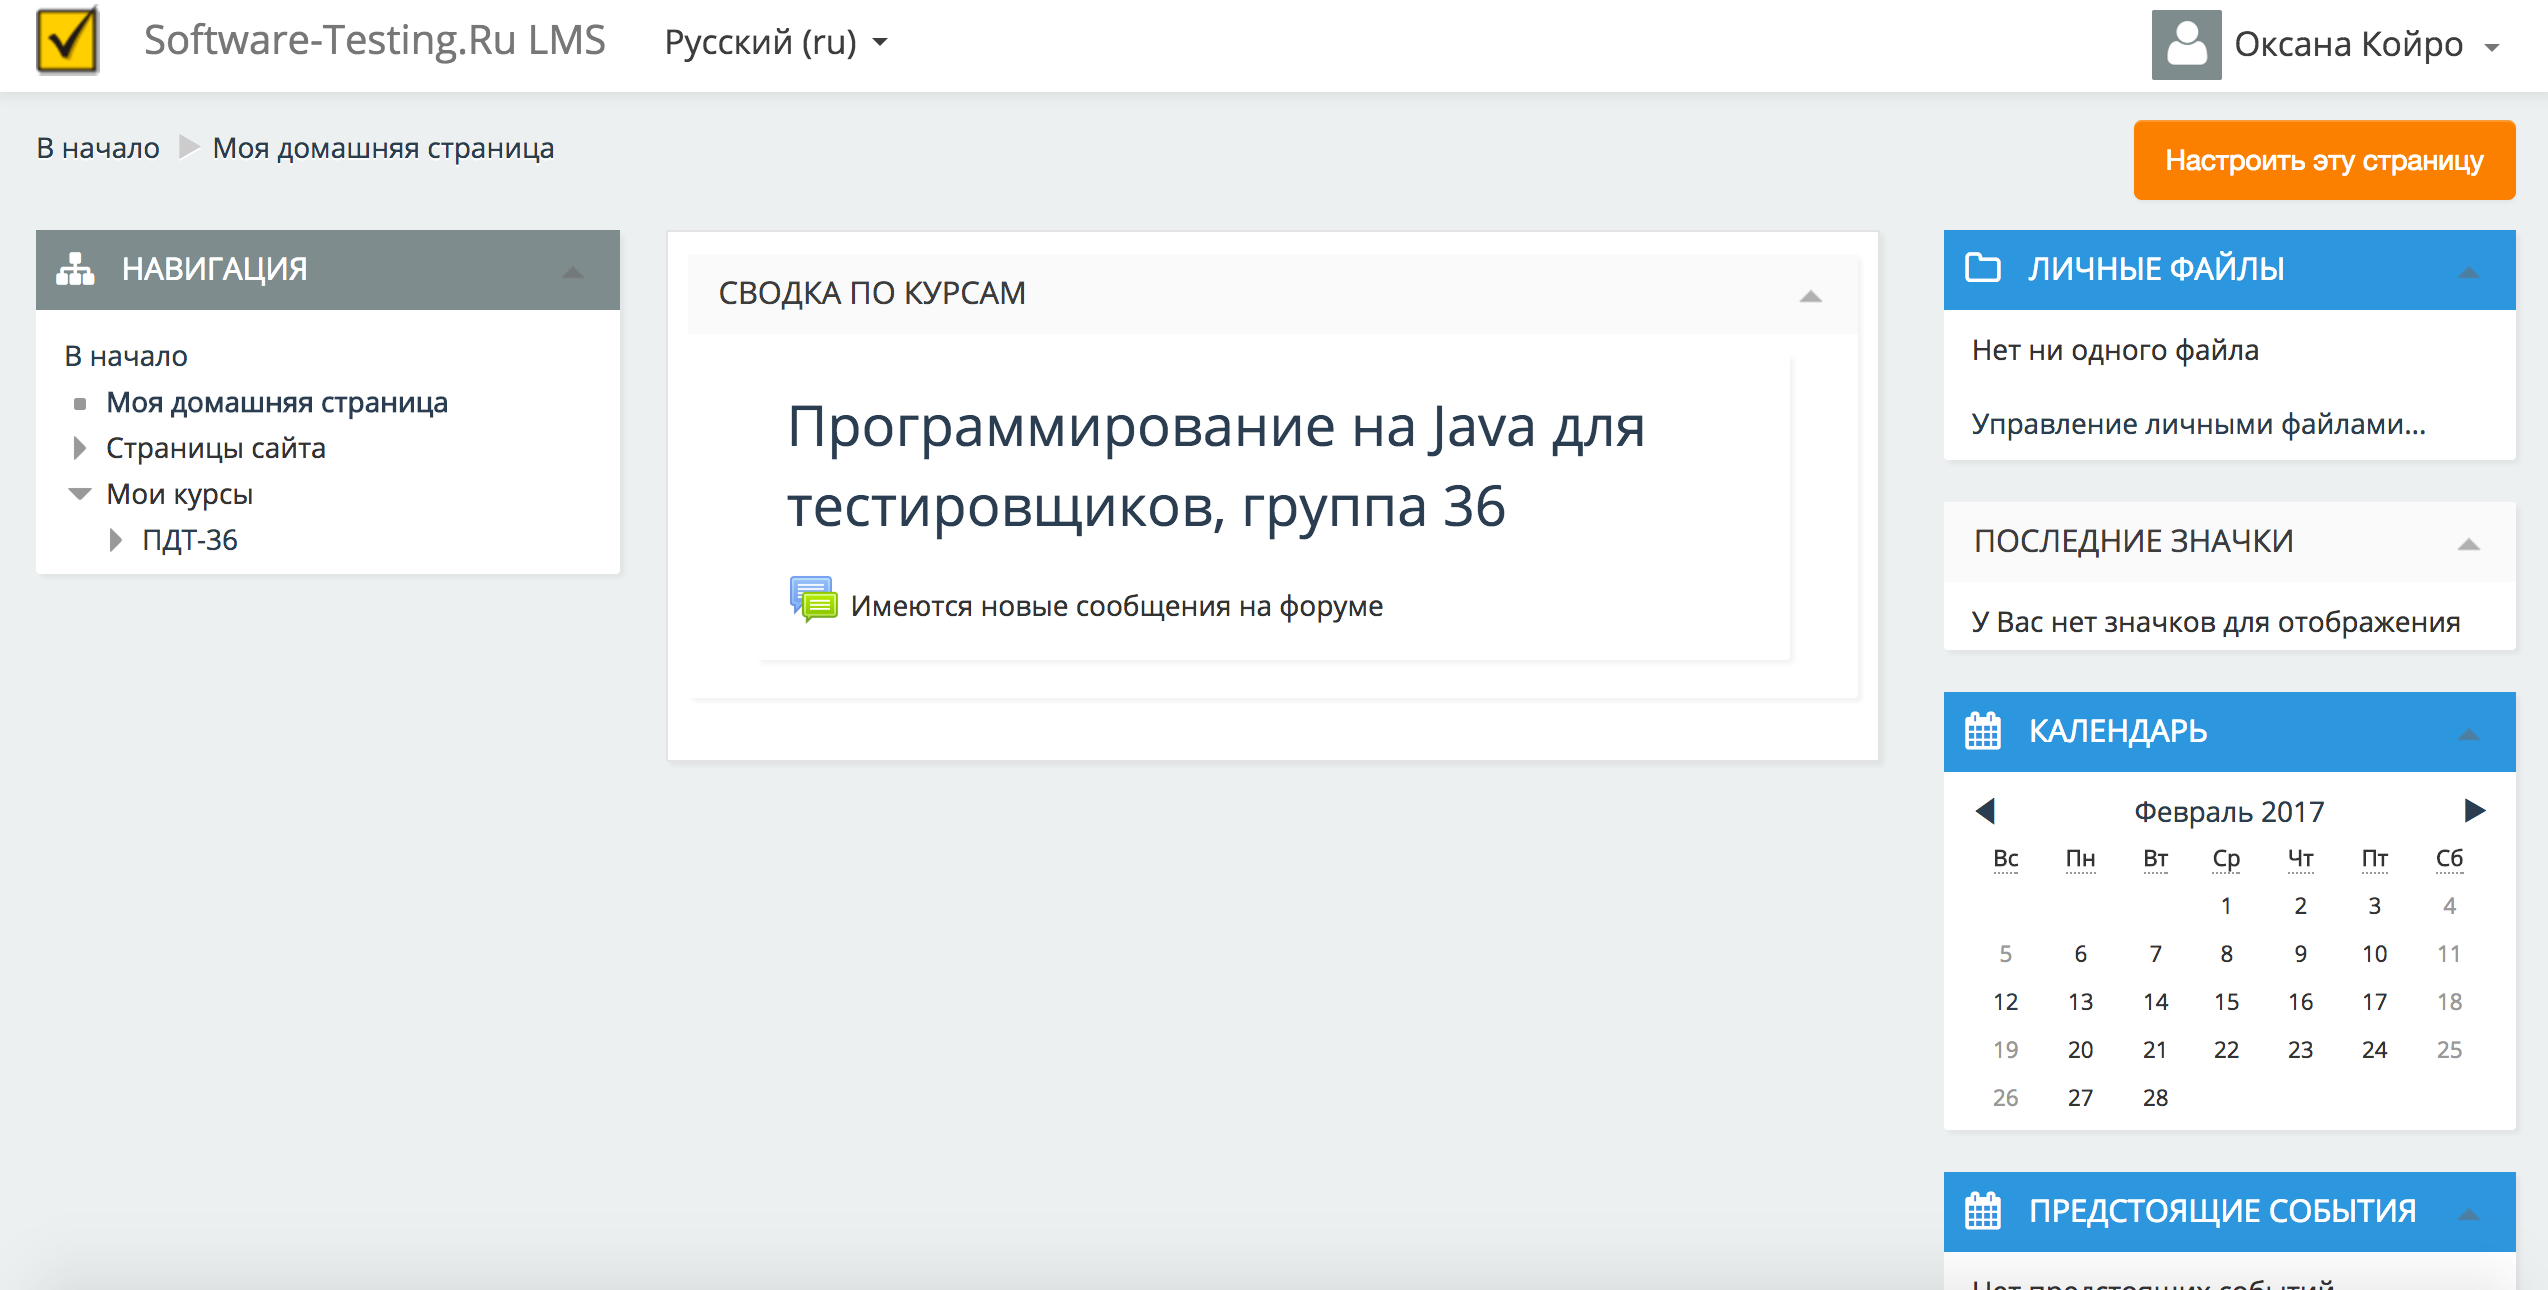 Software-Testing.Ru LMS
Русский (ru)
Оксана Койро
В начало
Моя домашняя страница
Настроить эту страницу
НАВИГАЦИЯ
В начало
Моя домашняя страница
Страницы сайта
Мои курсы
ПДТ-36
СВОДКА ПО КУРСАМ
Программирование на Java для
тестировщиков, группа 36
Имеются новые сообщения на форуме
ЛИЧНЫЕ ФАЙЛЫ
Нет ни одного файла
Управление личными файлами...
ПОСЛЕДНИЕ ЗНАЧКИ
У Вас нет значков для отображения
КАЛЕНДАРЬ
Февраль 2017
Вс Пн Вт Ср Чт Пт Сб
1 2 3 4
5 6 7 8 9 10 11
12 13 14 15 16 17 18
19 20 21 22 23 24 25
26 27 28
ПРЕДСТОЯЩИЕ СОБЫТИЯ
Нет предстоящих событий